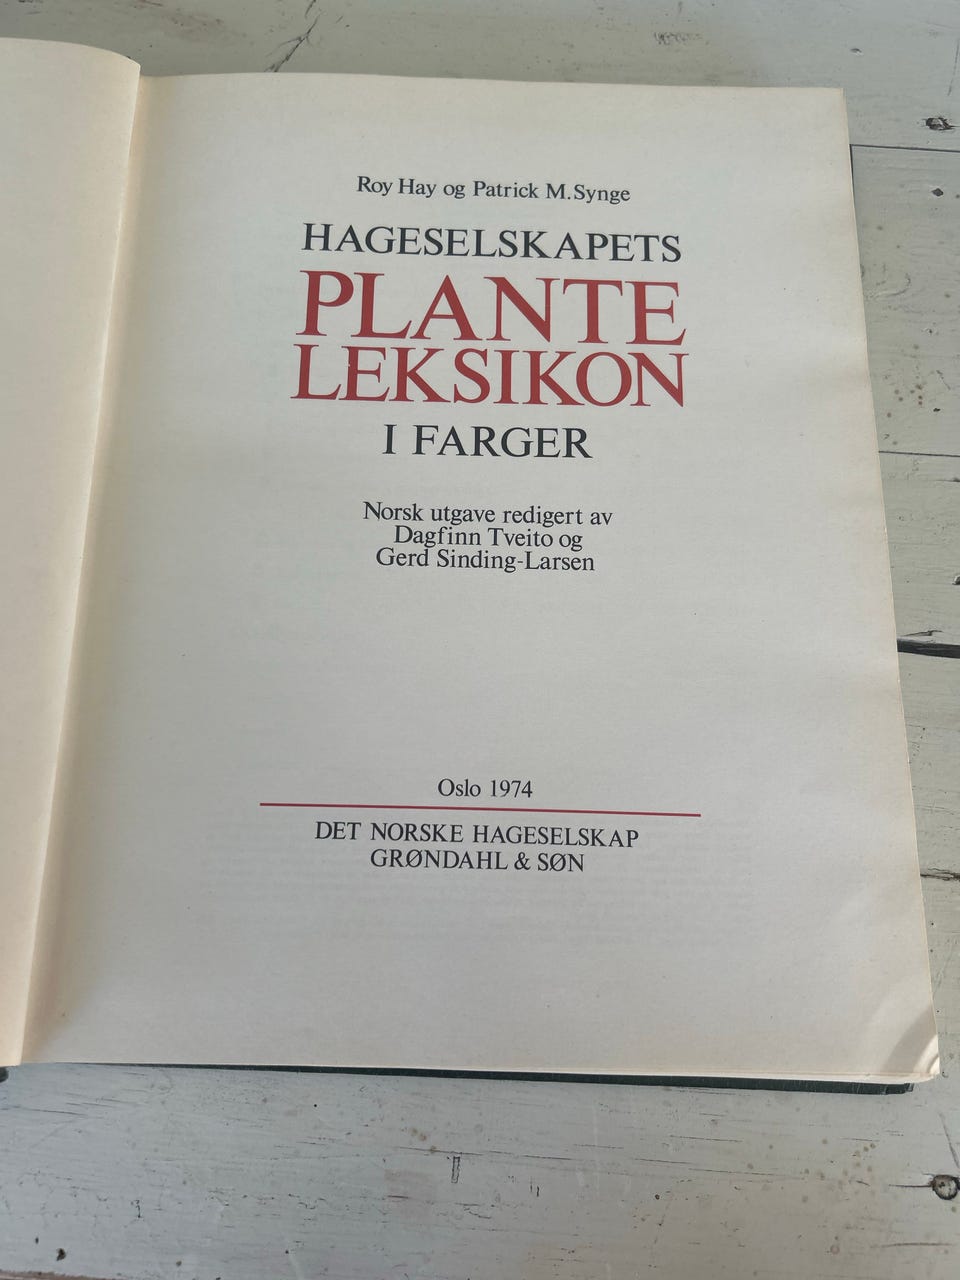 Roy Hay og Patrick M.Synge
HAGESELSKAPETS
PLANTE
LEKSIKON
I FARGER
Norsk utgave redigert av
Dagfinn Tveito og
Gerd Sinding-Larsen
Oslo 1974
DET NORSKE HAGESELSKAP
GRØNDAHL & SØN